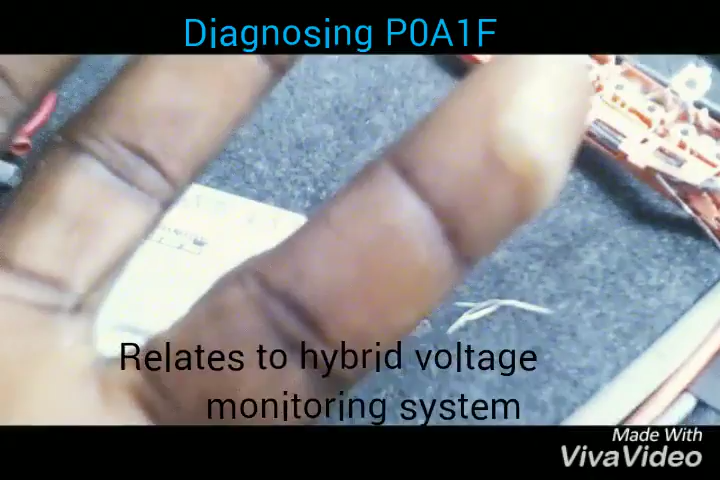 Diagnosing P0A1F
Relates to hybrid voltage
monitoring system
Made With
VivaVideo